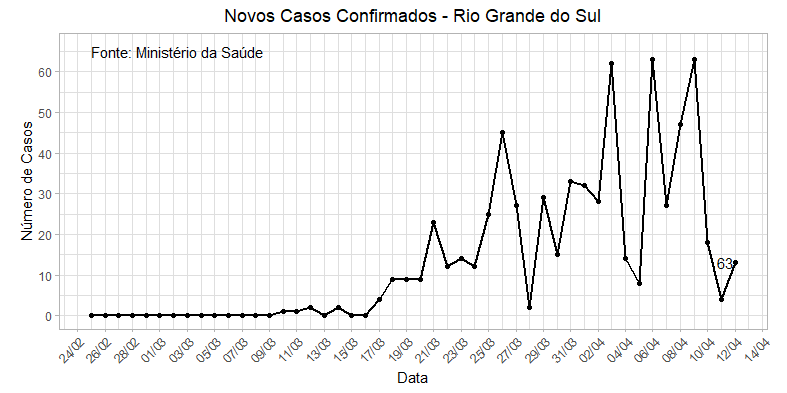 Novos Casos Confirmados - Rio Grande do Sul
Fonte: Ministério da Saúde
Número de Casos
60
50
40
30
20
10
0
63
24/02 26/02 28/02 01/03 03/03 05/03 07/03 09/03 11/03 13/03 15/03 17/03 19/03 21/03 23/03 25/03 27/03 29/03 31/03 02/04 04/04 06/04 08/04 10/04 12/04 14/04
Data